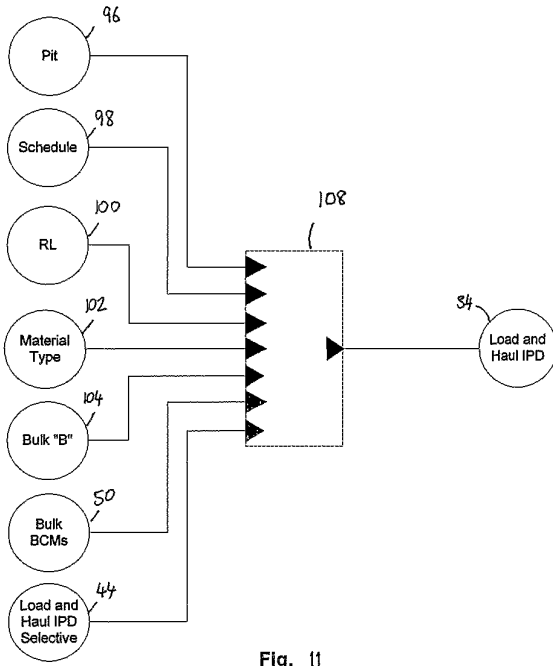 96
Pit
98
Schedule
100
RL
108
102
34
Material
Type
Load and
Haul IPD
104
Bulk "B"
50
Bulk
BCMs
44
Load and
Haul IPD
Selective
Fig. 11